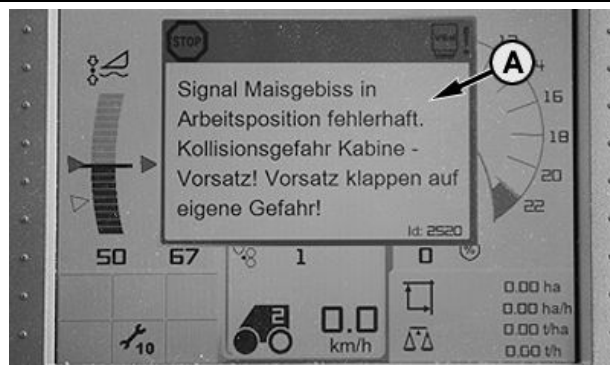 STOP
A
Signal Maisgebiss in
Arbeitsposition fehlerhaft.
Kollisionsgefahr Kabine -
Vorsatz! Vorsatz klappen auf
eigene Gefahr!
Id: 2520
16
18
20
22
50 67 1 0 %
2
10
0.0
km/h
0.00 ha
0.00 ha/h
0.00 t/ha
0.00 t/h